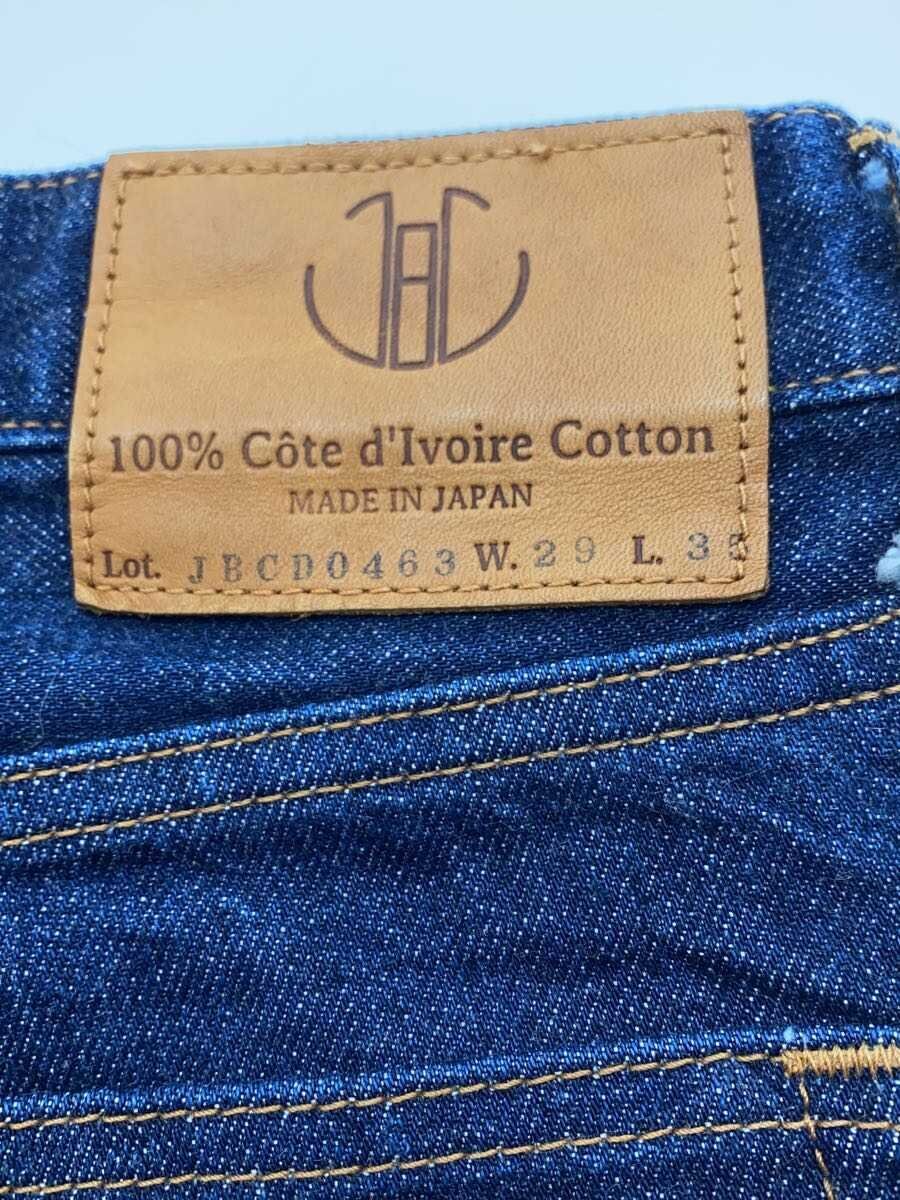 100% Côte d'Ivoire Cotton
MADE IN JAPAN
Lot. JBCD0463 W. 29 L. 35